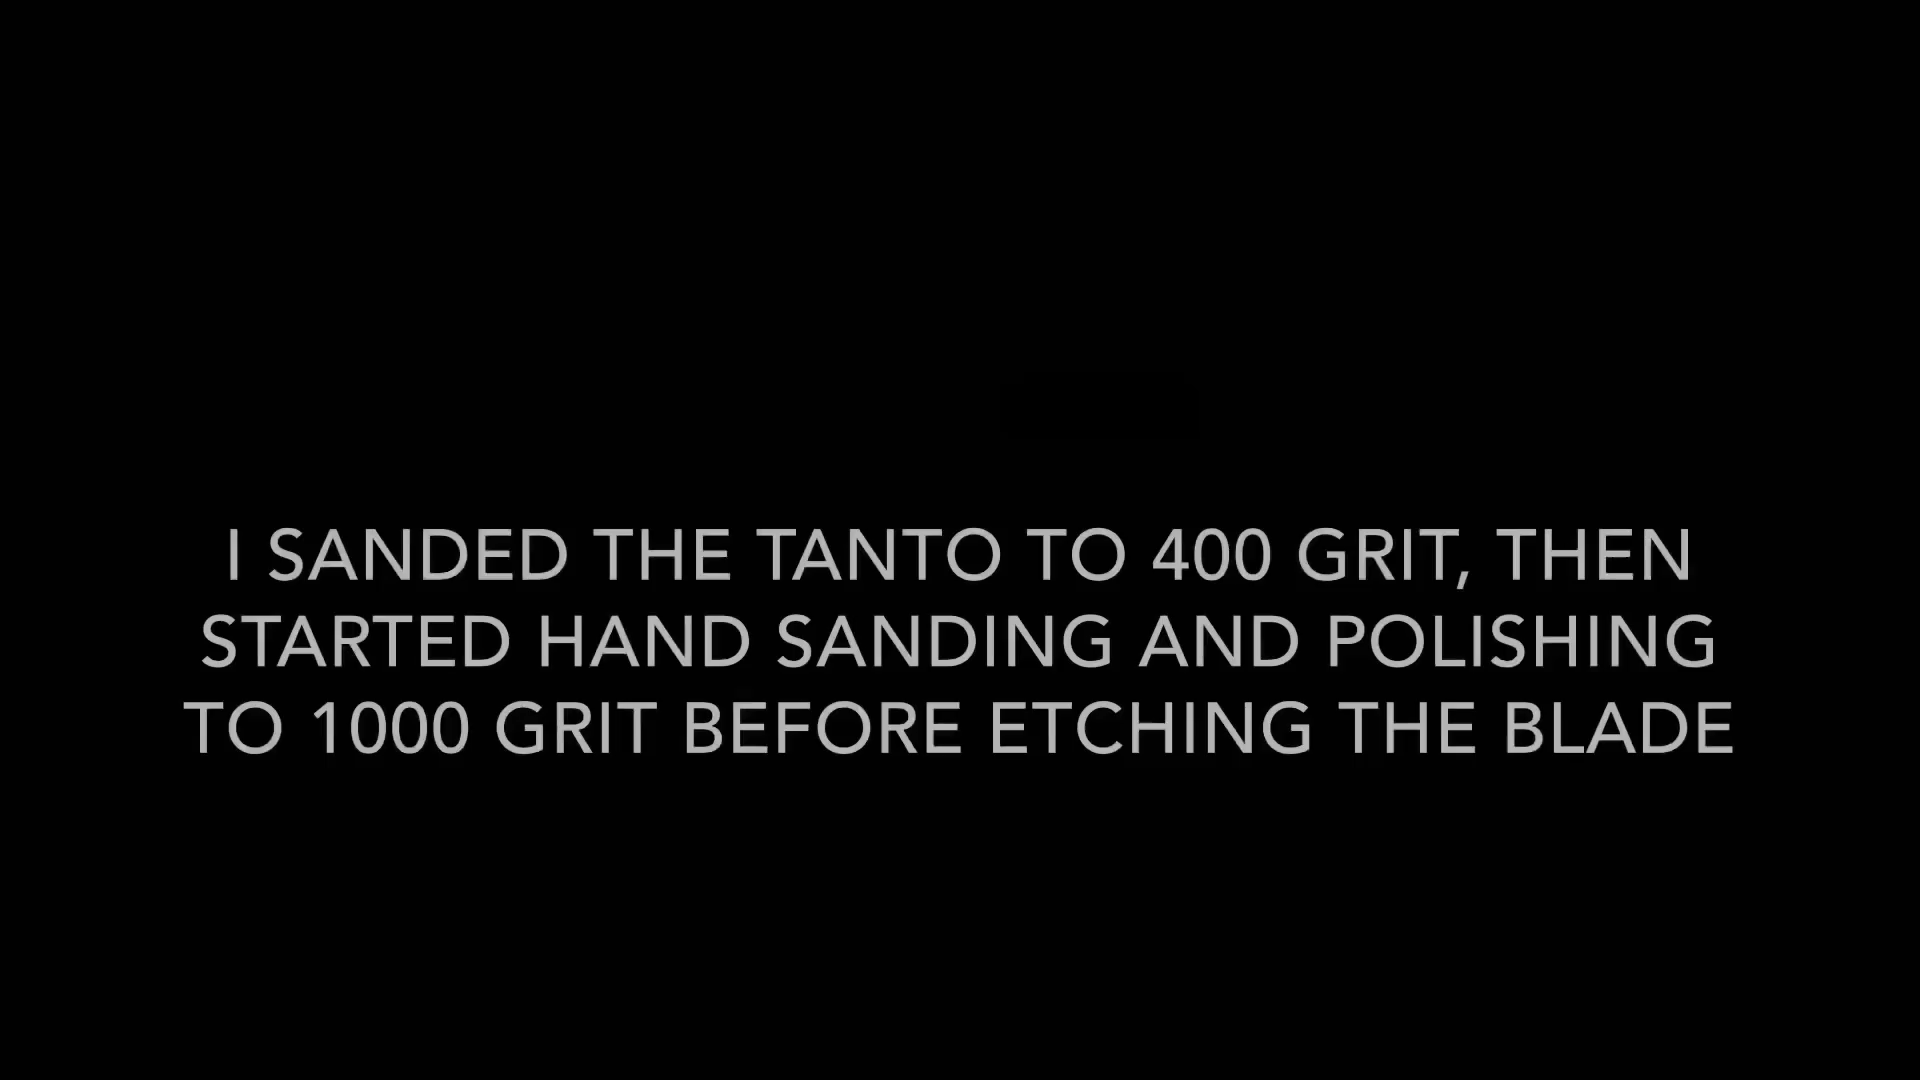 I SANDED THE TANTO TO 400 GRIT, THEN
STARTED HAND SANDING AND POLISHING
TO 1000 GRIT BEFORE ETCHING THE BLADE